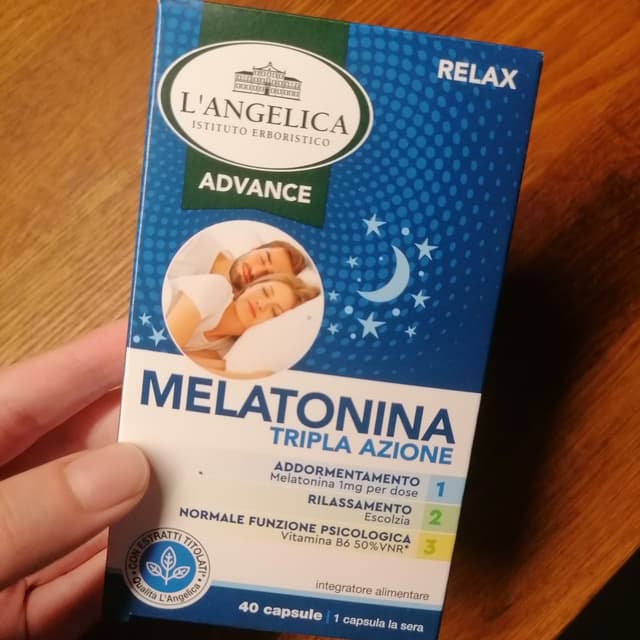 RELAX
L'ANGELICA
ISTITUTO ERBORISTICO
ADVANCE
MELATONINA
TRIPLA AZIONE
ADDORMENTAMENTO
Melatonina 1mg per dose
1
RILASSAMENTO
Escolzia
2
NORMALE FUNZIONE PSICOLOGICA
Vitamina B6 50%VNR*
3
CON ESTRATTI TITOLATI
Qualità L'Angelica
integratore alimentare
40 capsule | 1 capsula la sera